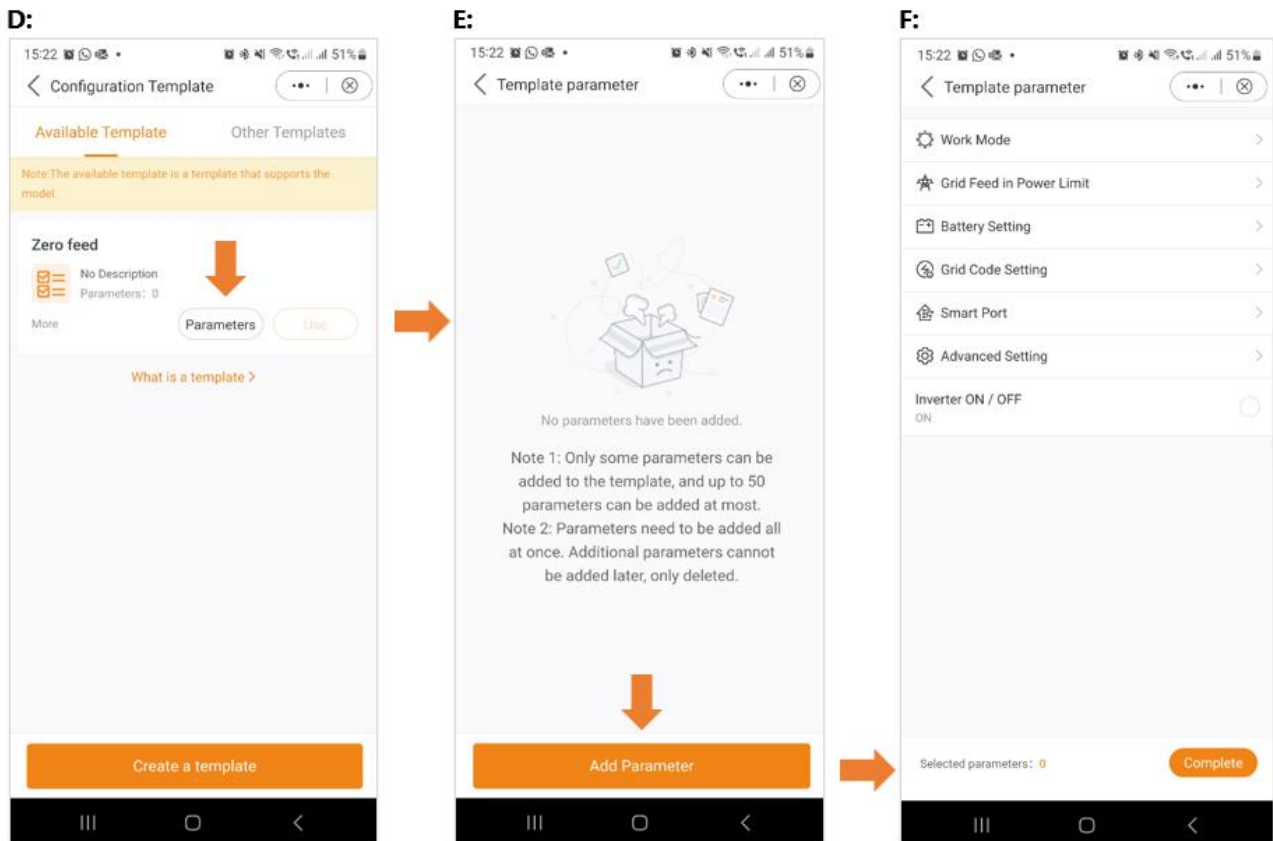 D:
15:22
51%
Configuration Template
Available Template
Other Templates
Note:The available template is a template that supports the
model.
Zero feed
No Description
Parameters: 0
More
Parameters
Use
What is a template >
Create a template
E:
15:22
51%
Template parameter
No parameters have been added.
Note 1: Only some parameters can be
added to the template, and up to 50
parameters can be added at most.
Note 2: Parameters need to be added all
at once. Additional parameters cannot
be added later, only deleted.
Add Parameter
F:
15:22
51%
Template parameter
Work Mode
Grid Feed in Power Limit
Battery Setting
Grid Code Setting
Smart Port
Advanced Setting
Inverter ON / OFF
ON
Selected parameters: 0
Complete